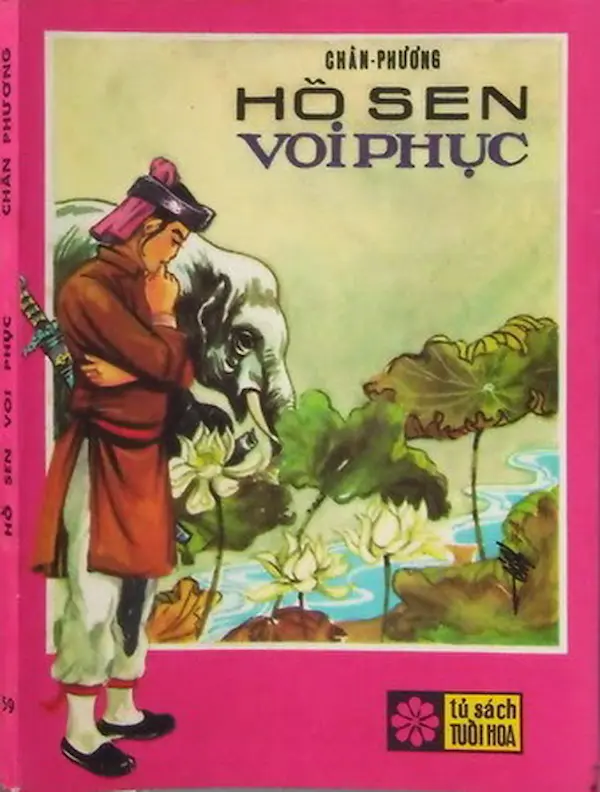 CHÂN-PHƯƠNG
HỒ SEN
VOI PHỤC
CHÂN PHƯƠNG
HỒ SEN VOI PHỤC
59
tủ sách
TUỔI HOA